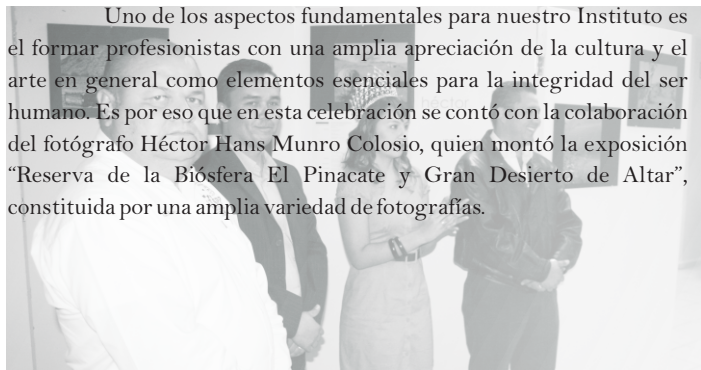 Uno de los aspectos fundamentales para nuestro Instituto es
el formar profesionistas con una amplia apreciación de la cultura y el
arte en general como elementos esenciales para la integridad del ser
humano. Es por eso que en esta celebración se contó con la colaboración
del fotógrafo Héctor Hans Munro Colosio, quien montó la exposición
“Reserva de la Biósfera El Pinacate y Gran Desierto de Altar”,
constituida por una amplia variedad de fotografías.